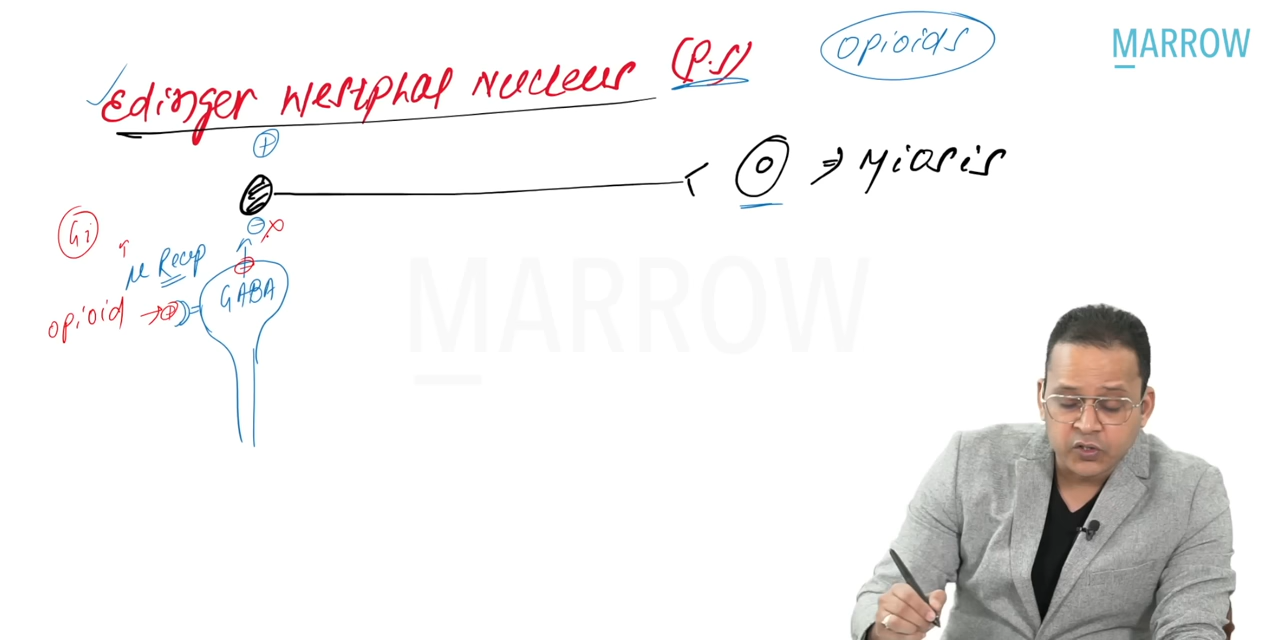 Edinger Westphal Nucleus (P.S)
Opioids
MARROW
+
⇒ Miosis
Gi
⊖ x
↑
μ Recep
GABA
opioid → ⊕
MARROW